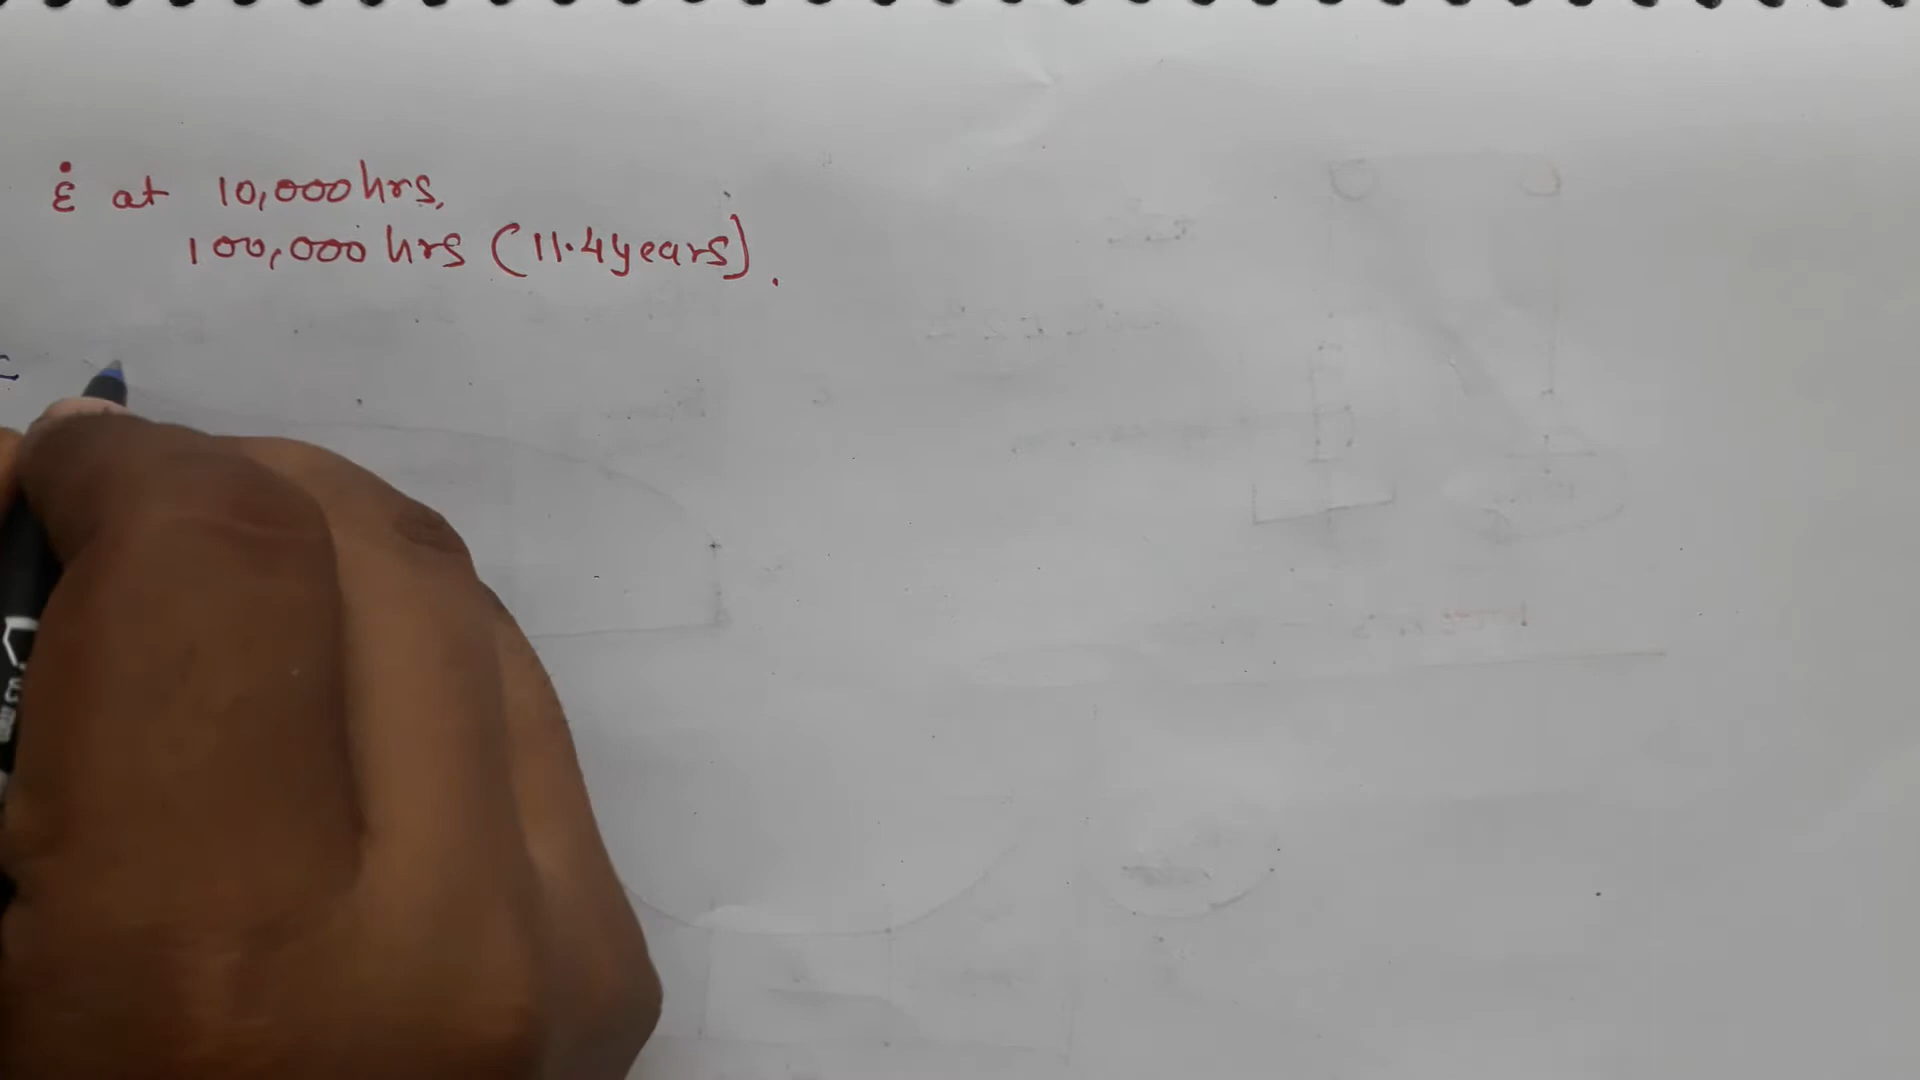 ε̇ at 10,000 hrs,
100,000 hrs (11.4 years).